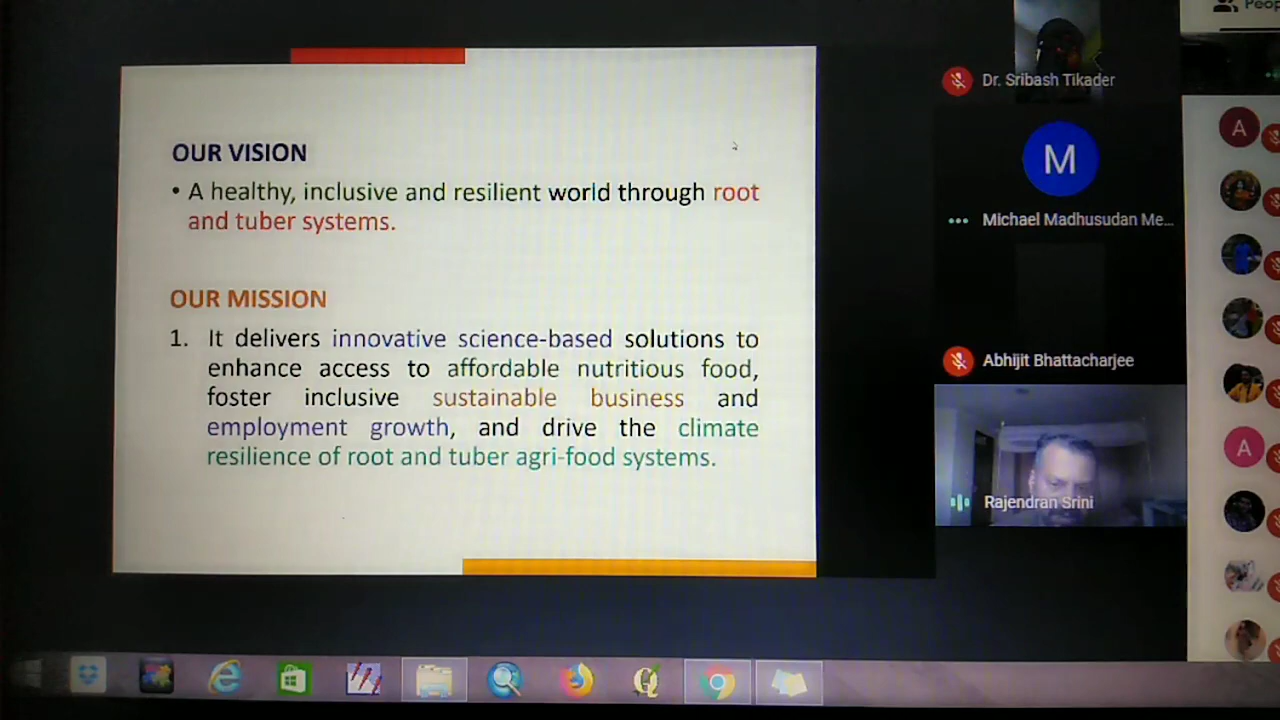 OUR VISION
• A healthy, inclusive and resilient world through root
and tuber systems.
OUR MISSION
1. It delivers innovative science-based solutions to
enhance access to affordable nutritious food,
foster inclusive sustainable business and
employment growth, and drive the climate
resilience of root and tuber agri-food systems.
Dr. Sribash Tikader
M
Michael Madhusudan Me...
Abhijit Bhattacharjee
Rajendran Srini
Peop
A
A